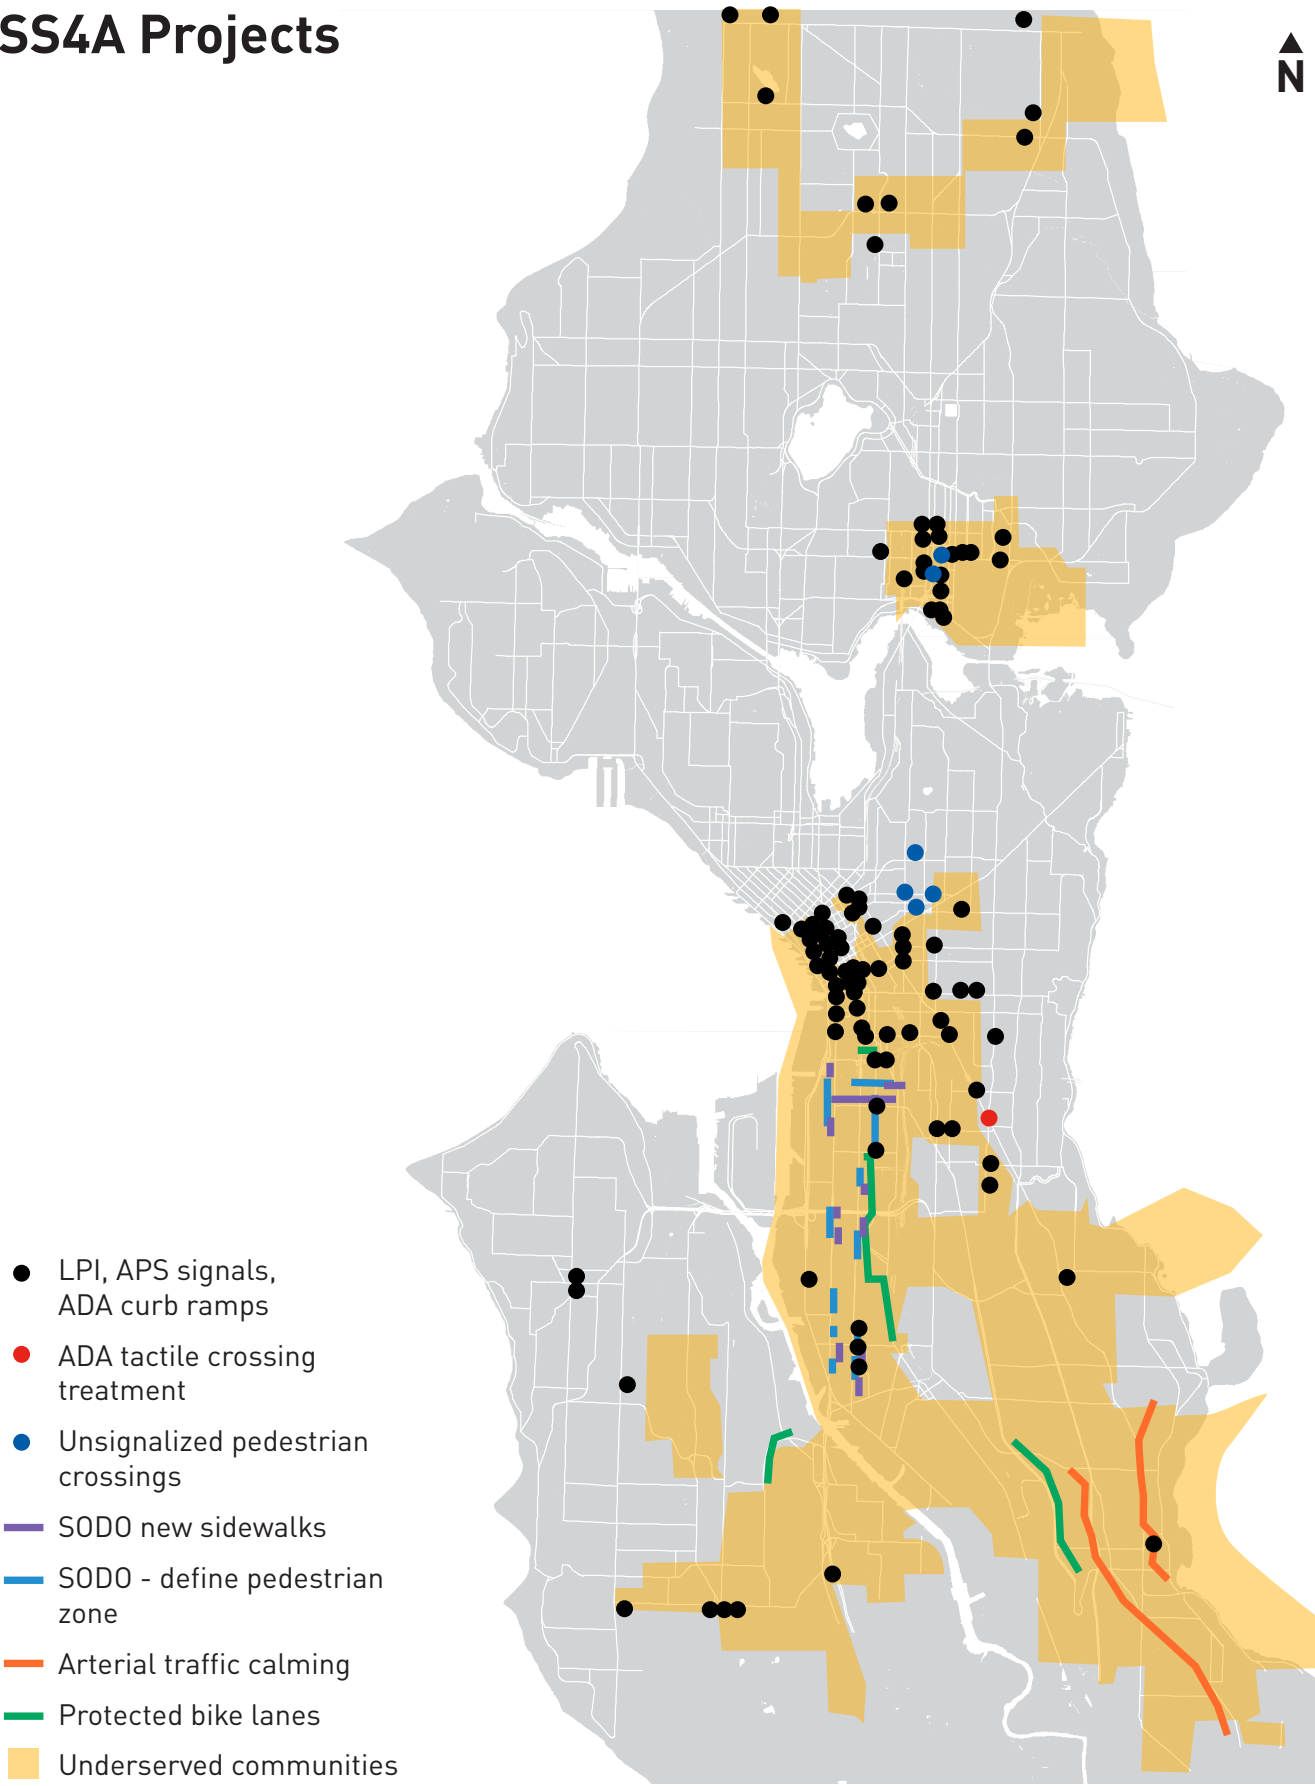 SS4A Projects
N
LPI, APS signals,
ADA curb ramps
ADA tactile crossing
treatment
Unsignalized pedestrian
crossings
SODO new sidewalks
SODO - define pedestrian
zone
Arterial traffic calming
Protected bike lanes
Underserved communities